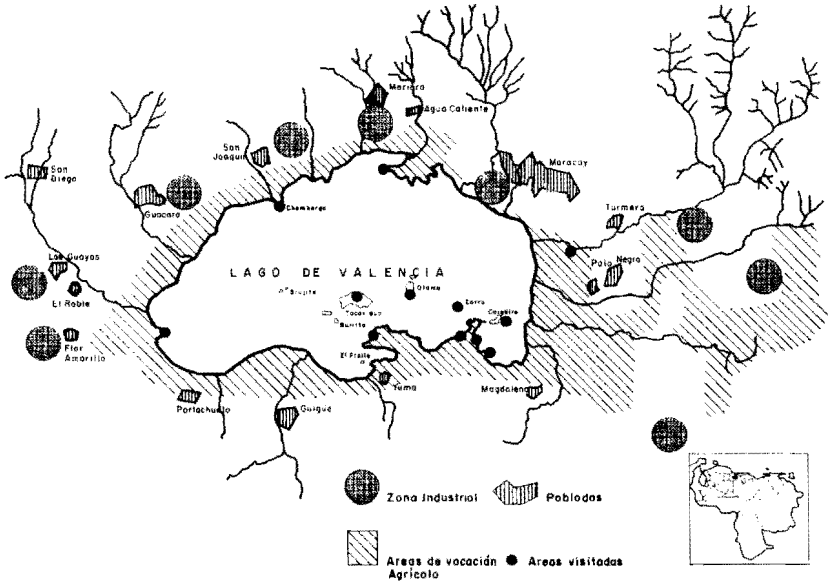 Mariara
Agua Caliente
San
Joaquin
Maracay
San
Diego
Guacara
Turmero
Los Guayos
Palo
Negro
El Roble
LAGO DE VALENCIA
Brujita
Otama
Zorro
Burrito
Flor
Amarillo
El Fraile
Yuma
Magdalena
Portachuelo
Guigue
Zona Industrial
Poblados
Areas de vocación
Agrícola
Areas visitadas